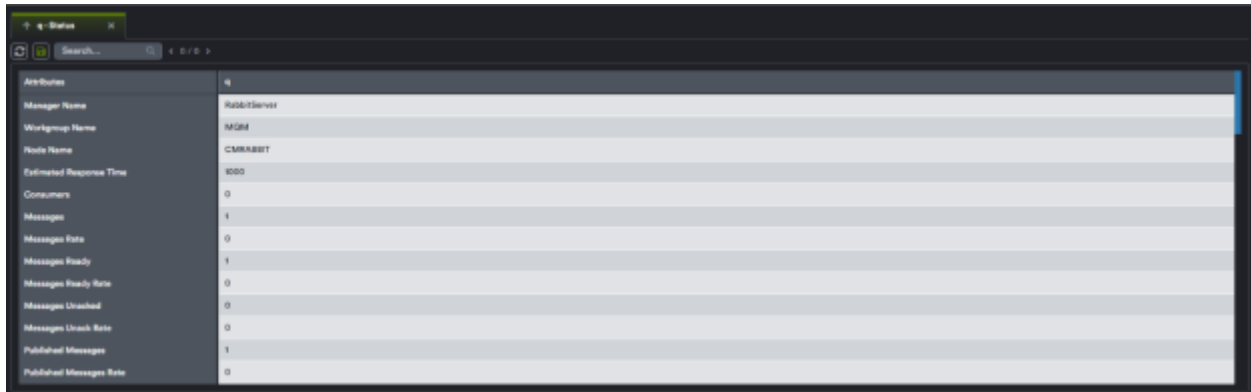 q-Status
Search... 0/0
Attributes q
Manager Name RabbitServer
Workgroup Name MQM
Node Name CMRABBIT
Estimated Response Time 1000
Consumers 0
Messages 1
Messages Rate 0
Messages Ready 1
Messages Ready Rate 0
Messages Unacked 0
Messages Unack Rate 0
Published Messages 1
Published Messages Rate 0